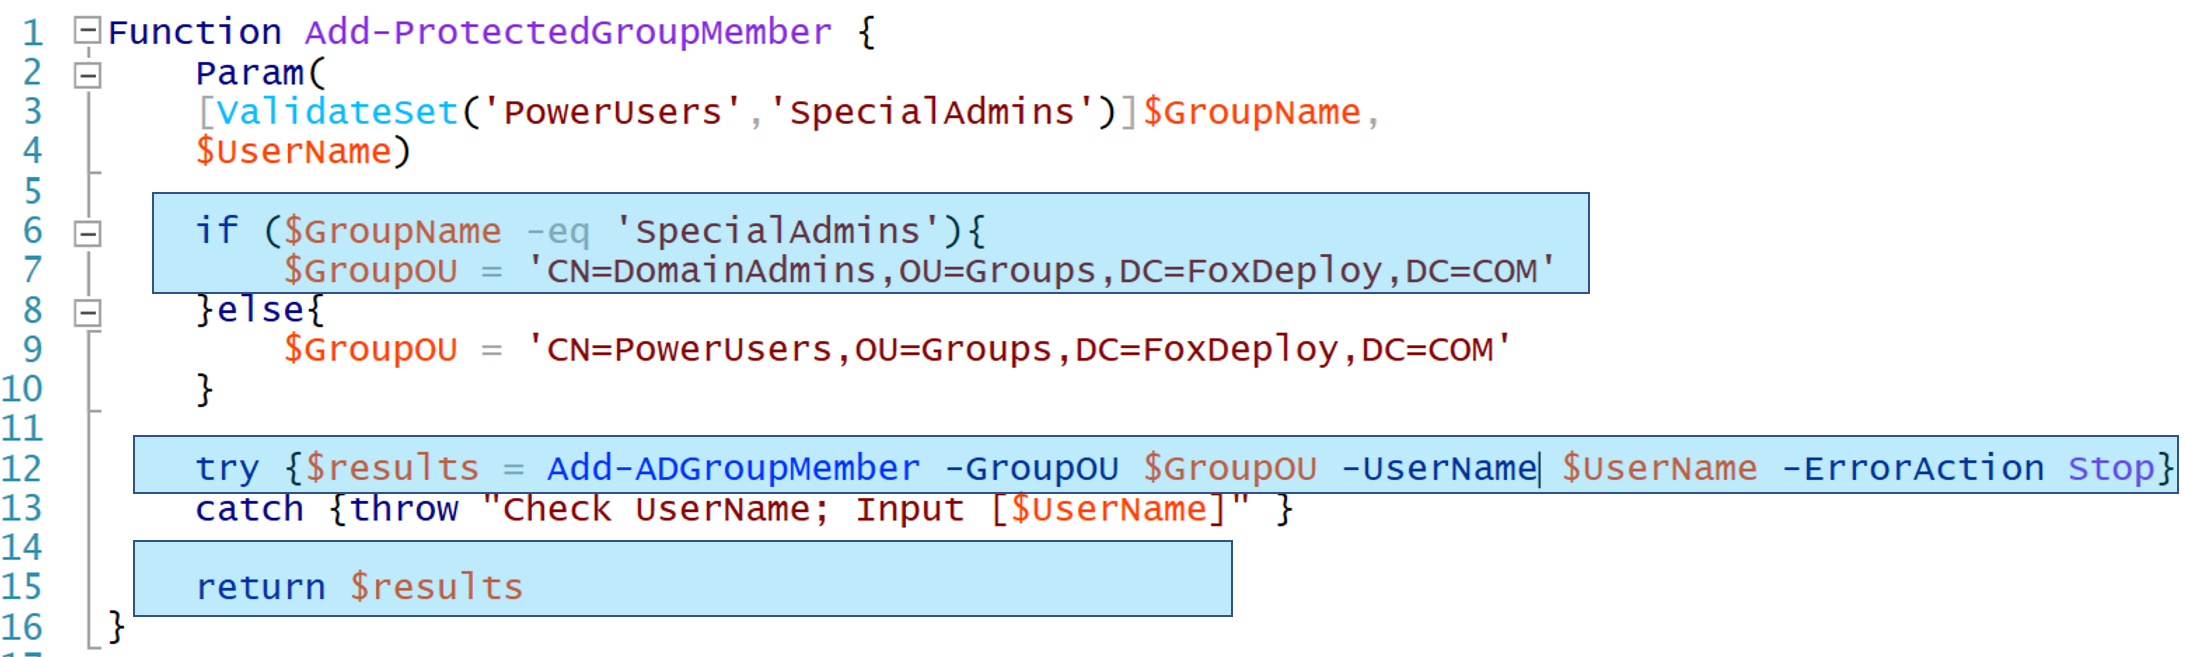 1 Function Add-ProtectedGroupMember {
2 Param(
3 [ValidateSet('PowerUsers','SpecialAdmins')]$GroupName,
4 $UserName)
5
6 if ($GroupName -eq 'SpecialAdmins'){
7 $GroupOU = 'CN=DomainAdmins,OU=Groups,DC=FoxDeploy,DC=COM'
8 }else{
9 $GroupOU = 'CN=PowerUsers,OU=Groups,DC=FoxDeploy,DC=COM'
10 }
11
12 try {$results = Add-ADGroupMember -GroupOU $GroupOU -UserName $UserName -ErrorAction Stop}
13 catch {throw "Check UserName; Input [$UserName]" }
14
15 return $results
16 }